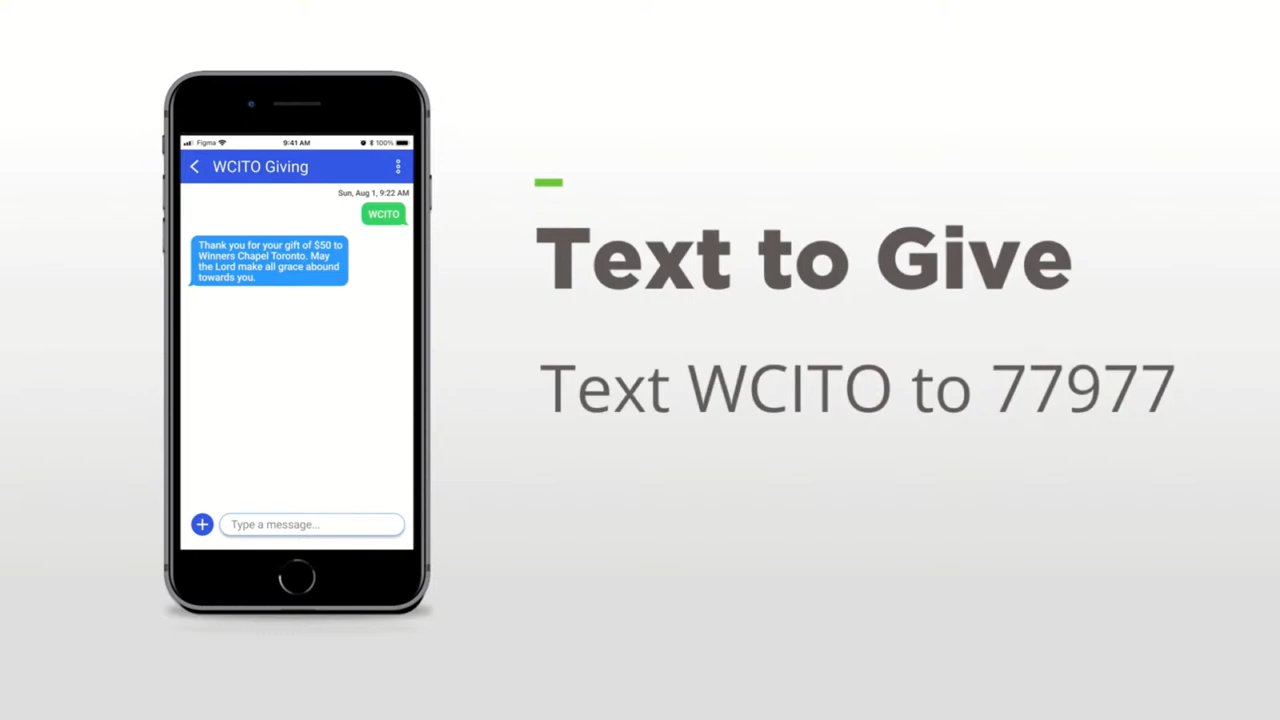 Figma 9:41 AM 100%
WCITO Giving
Sun, Aug 1, 9:22 AM
WCITO
Thank you for your gift of $50 to
Winners Chapel Toronto. May
the Lord make all grace abound
towards you.
Type a message...
Text to Give
Text WCITO to 77977